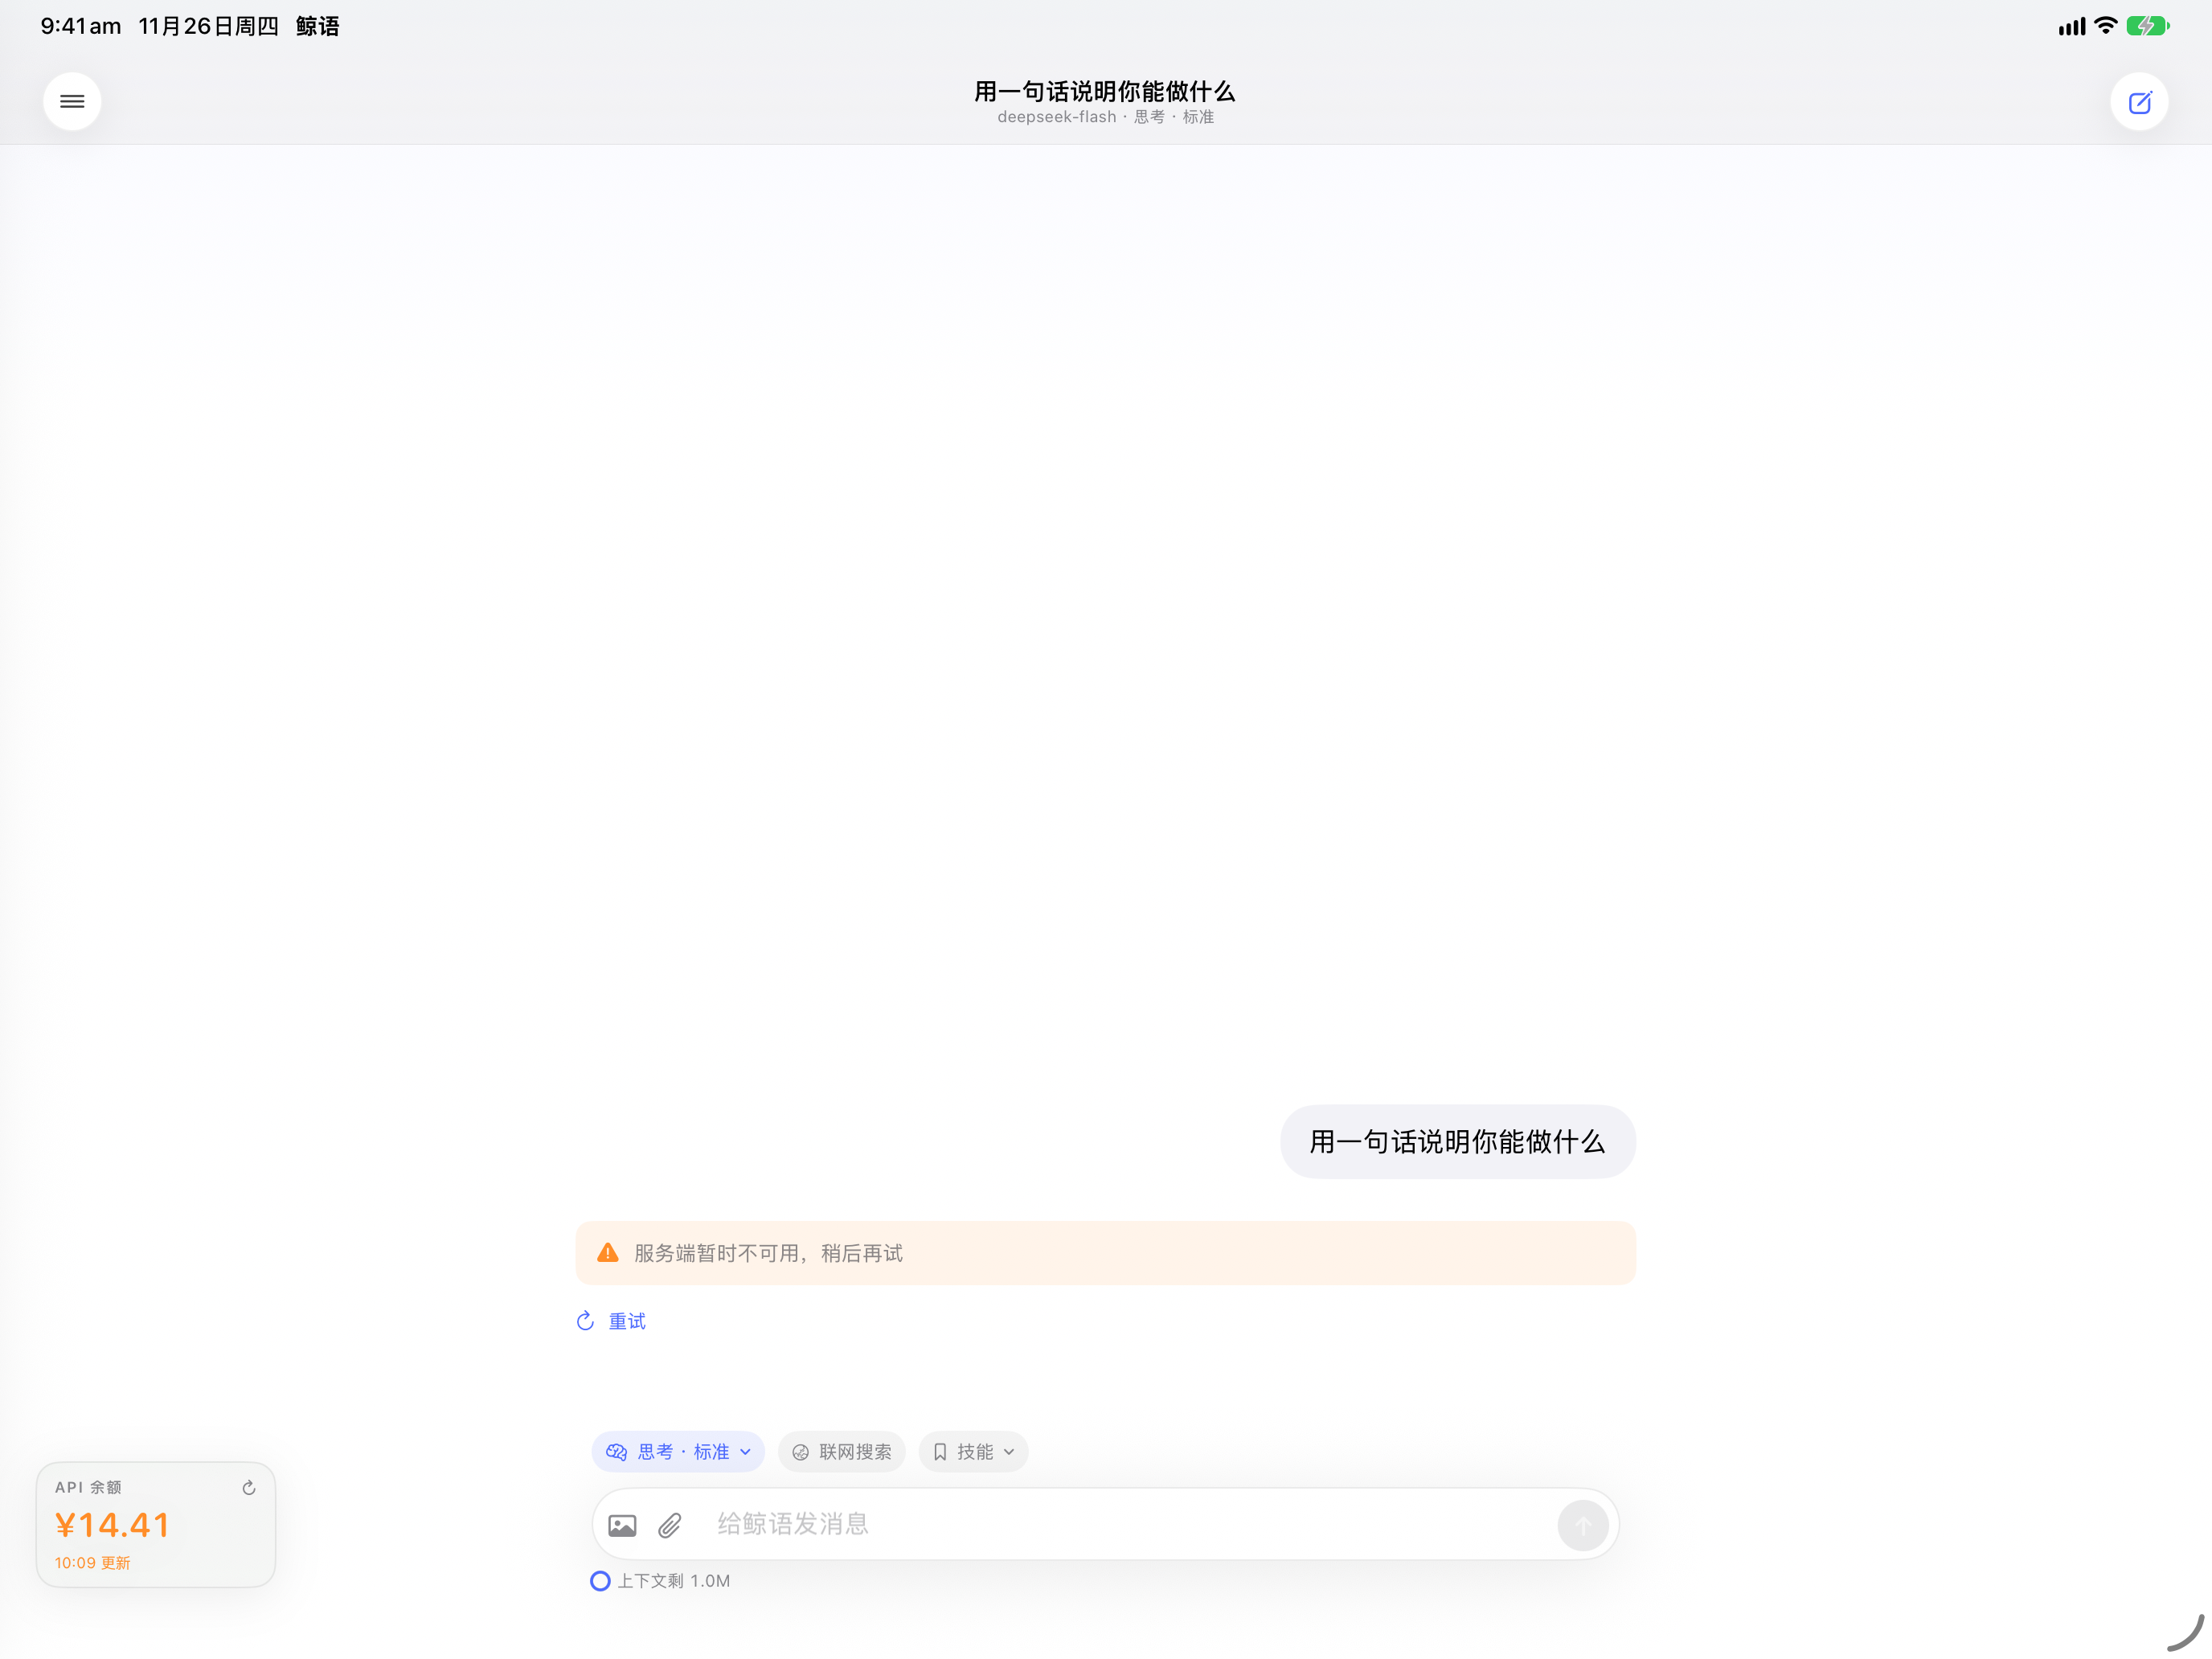 9:41am 11月26日周四 鲸语
用一句话说明你能做什么
deepseek-flash · 思考 · 标准
用一句话说明你能做什么
服务端暂时不可用，稍后再试
重试
思考 · 标准 联网搜索 技能
API 余额
¥14.41
10:09 更新
给鲸语发消息
上下文剩 1.0M